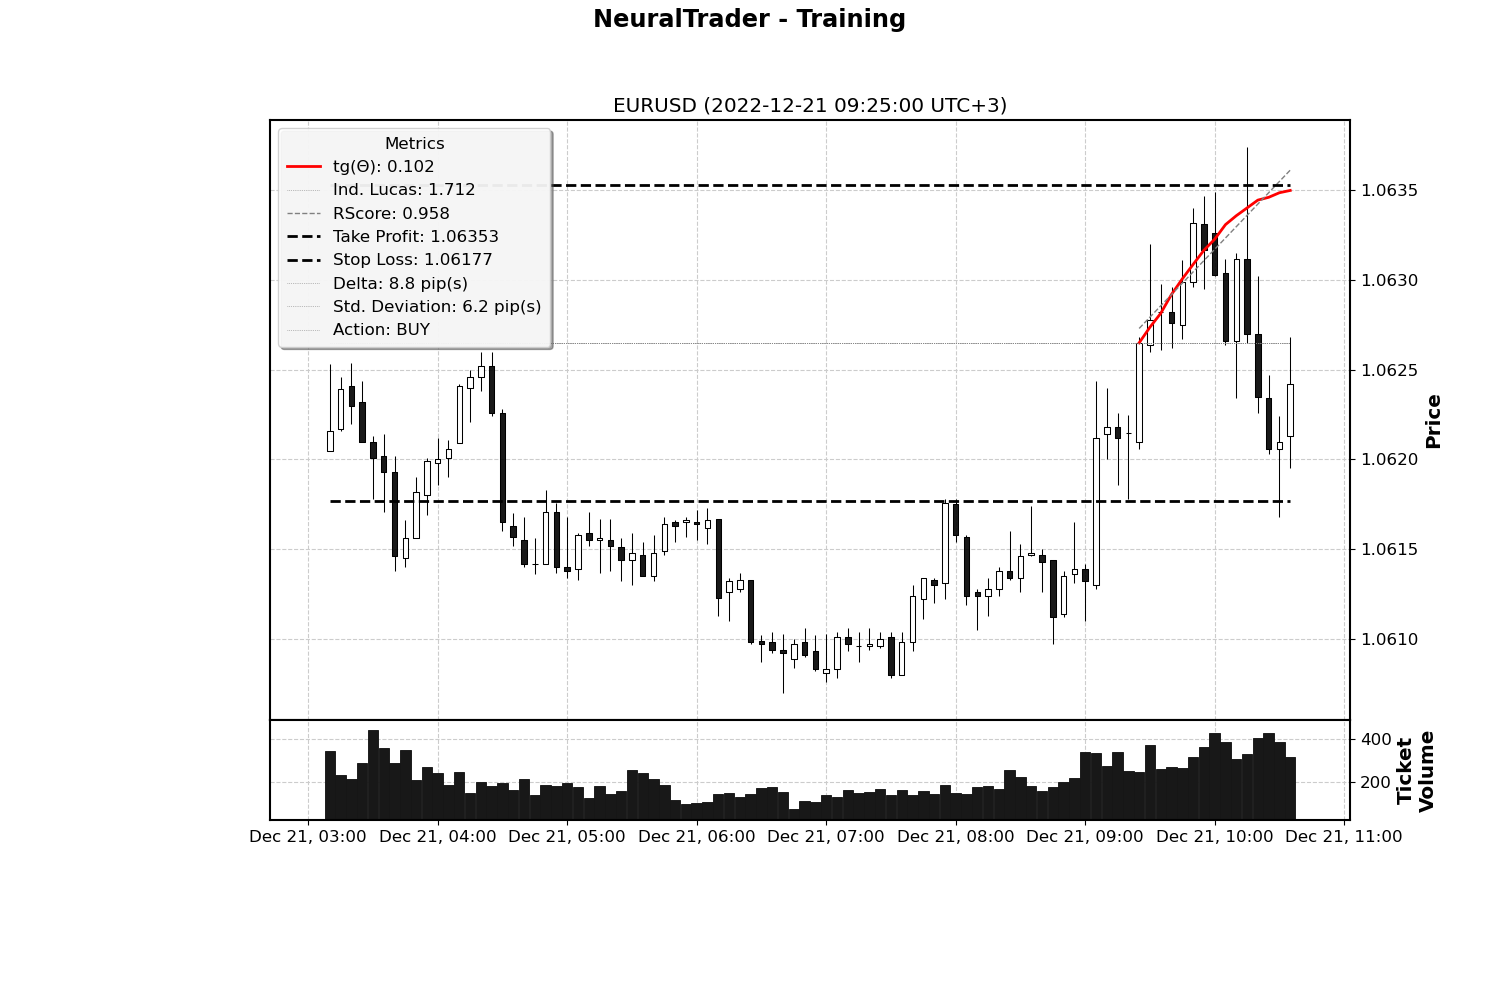 NeuralTrader - Training
EURUSD (2022-12-21 09:25:00 UTC+3)
Metrics
tg(Θ): 0.102
Ind. Lucas: 1.712
RScore: 0.958
Take Profit: 1.06353
Stop Loss: 1.06177
Delta: 8.8 pip(s)
Std. Deviation: 6.2 pip(s)
Action: BUY
1.0635
1.0630
1.0625
1.0620
1.0615
1.0610
Price
400
200
Ticket
Volume
Dec 21, 03:00
Dec 21, 04:00
Dec 21, 05:00
Dec 21, 06:00
Dec 21, 07:00
Dec 21, 08:00
Dec 21, 09:00
Dec 21, 10:00
Dec 21, 11:00